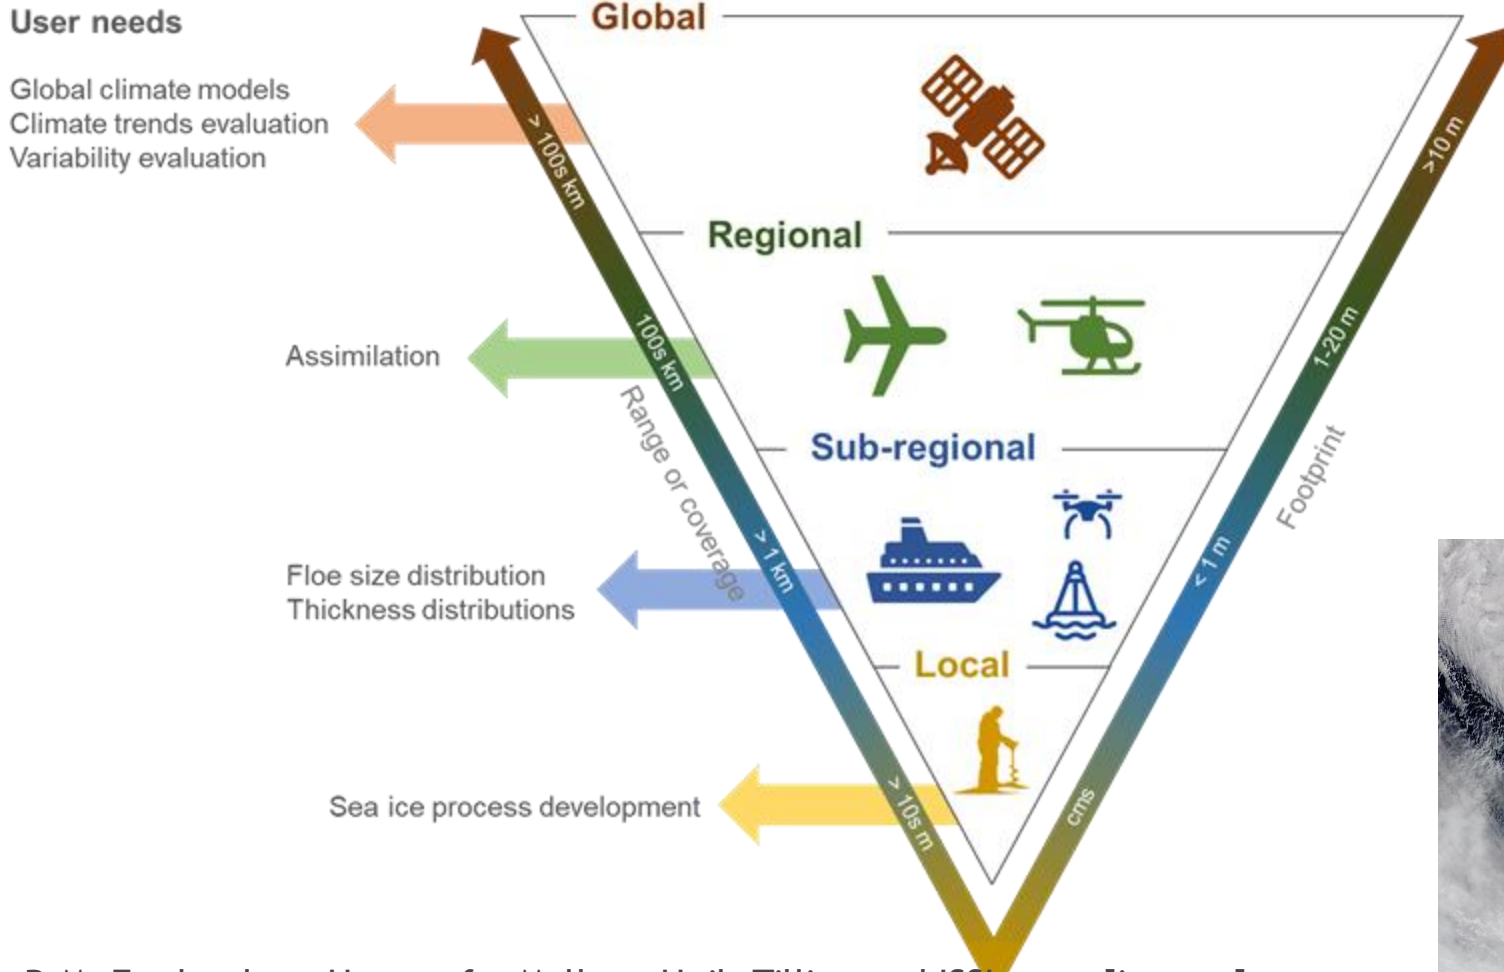 User needs
Global
Global climate models
Climate trends evaluation
Variability evaluation
> 100s km
>10 m
Regional
Assimilation
100s km
1-20 m
Range or coverage
Footprint
Sub-regional
Floe size distribution
Thickness distributions
> 1 km
< 1 m
Local
Sea ice process development
> 10s m
cms